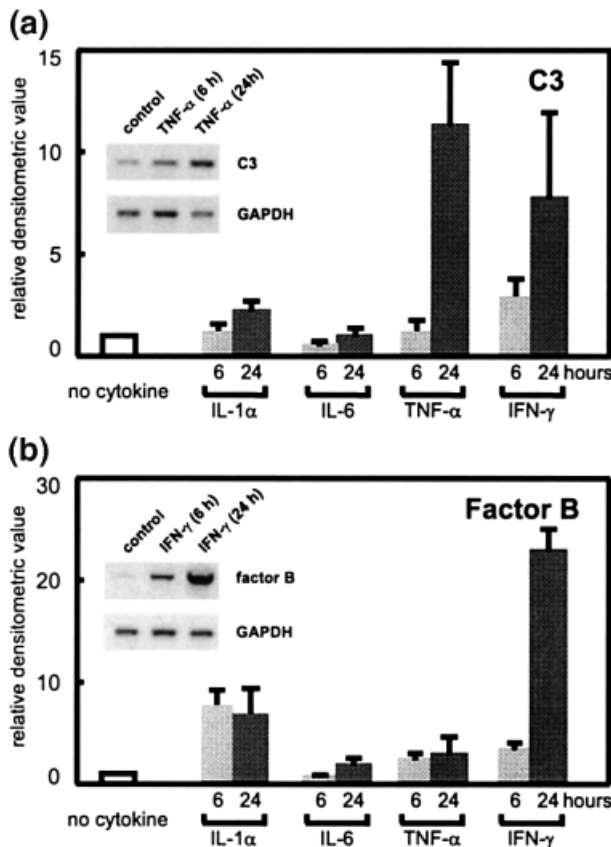 (a)
15
C3
control
TNF-α (6 h)
TNF-α (24h)
C3
GAPDH
10
5
0
relative densitometric value
6 24 6 24 6 24 6 24 hours
no cytokine
IL-1α IL-6 TNF-α IFN-γ
(b)
30
Factor B
control
IFN-γ (6 h)
IFN-γ (24 h)
factor B
GAPDH
20
10
0
relative densitometric value
6 24 6 24 6 24 6 24 hours
no cytokine
IL-1α IL-6 TNF-α IFN-γ